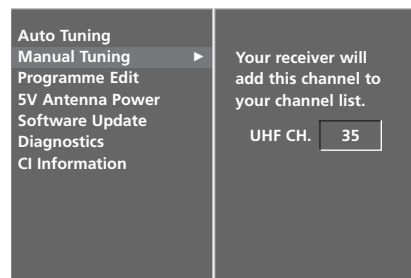 Auto Tuning
Manual Tuning ►
Programme Edit
5V Antenna Power
Software Update
Diagnostics
CI Information
Your receiver will
add this channel to
your channel list.
UHF CH. 35